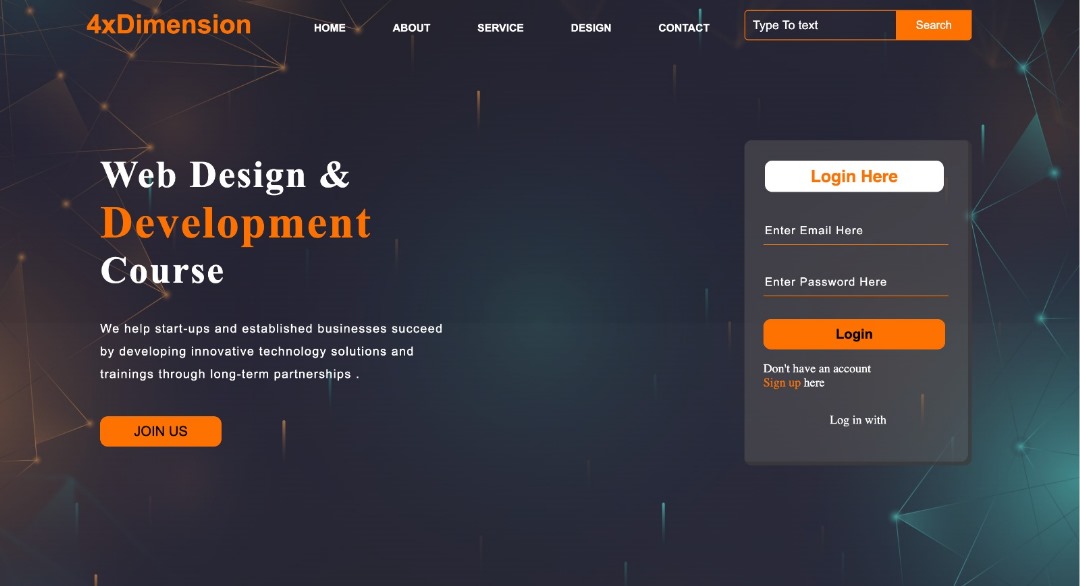 4xDimension
HOME ABOUT SERVICE DESIGN CONTACT
Type To text Search
Web Design &
Development
Course
We help start-ups and established businesses succeed
by developing innovative technology solutions and
trainings through long-term partnerships .
JOIN US
Login Here
Enter Email Here
Enter Password Here
Login
Don't have an account
Sign up here
Log in with